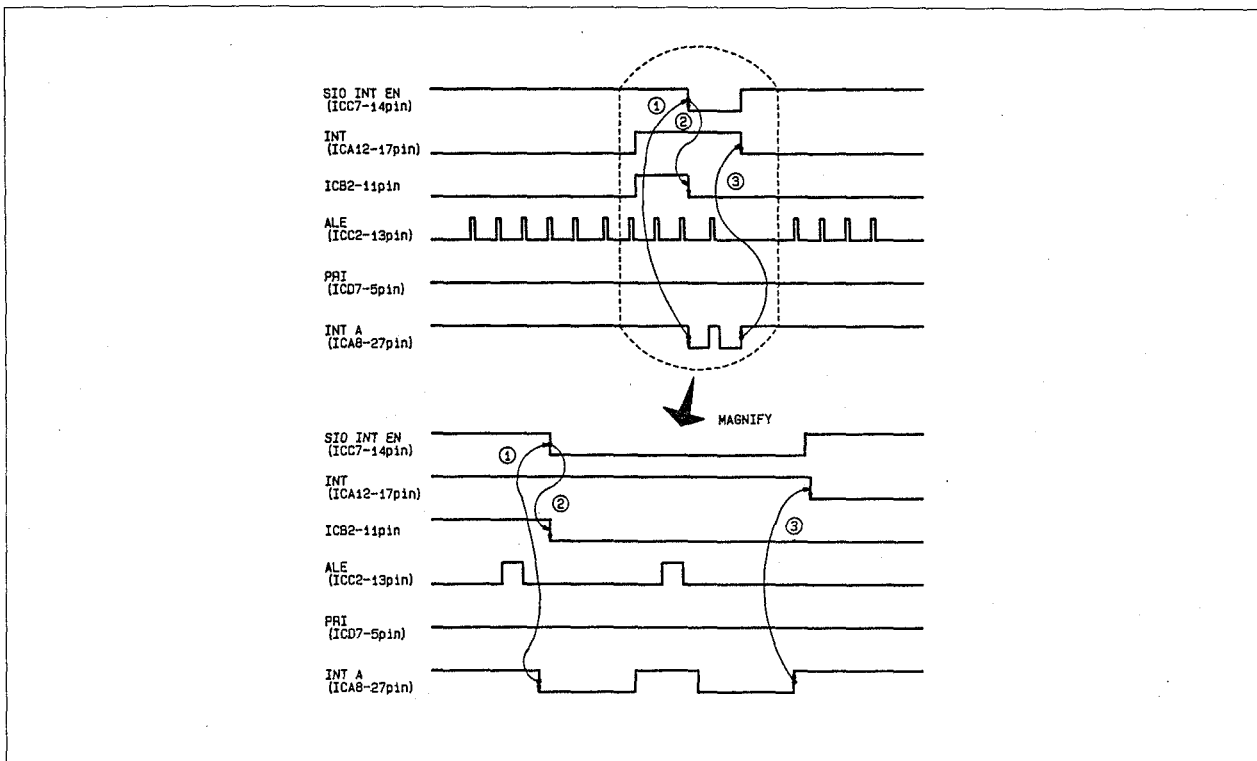 SIO INT EN
(ICC7-14pin)
①
②
INT
(ICA12-17pin)
ICB2-11pin
③
ALE
(ICC2-13pin)
PRI
(ICD7-5pin)
INT A
(ICA8-27pin)
MAGNIFY
SIO INT EN
(ICC7-14pin)
①
INT
(ICA12-17pin)
②
③
ICB2-11pin
ALE
(ICC2-13pin)
PRI
(ICD7-5pin)
INT A
(ICA8-27pin)